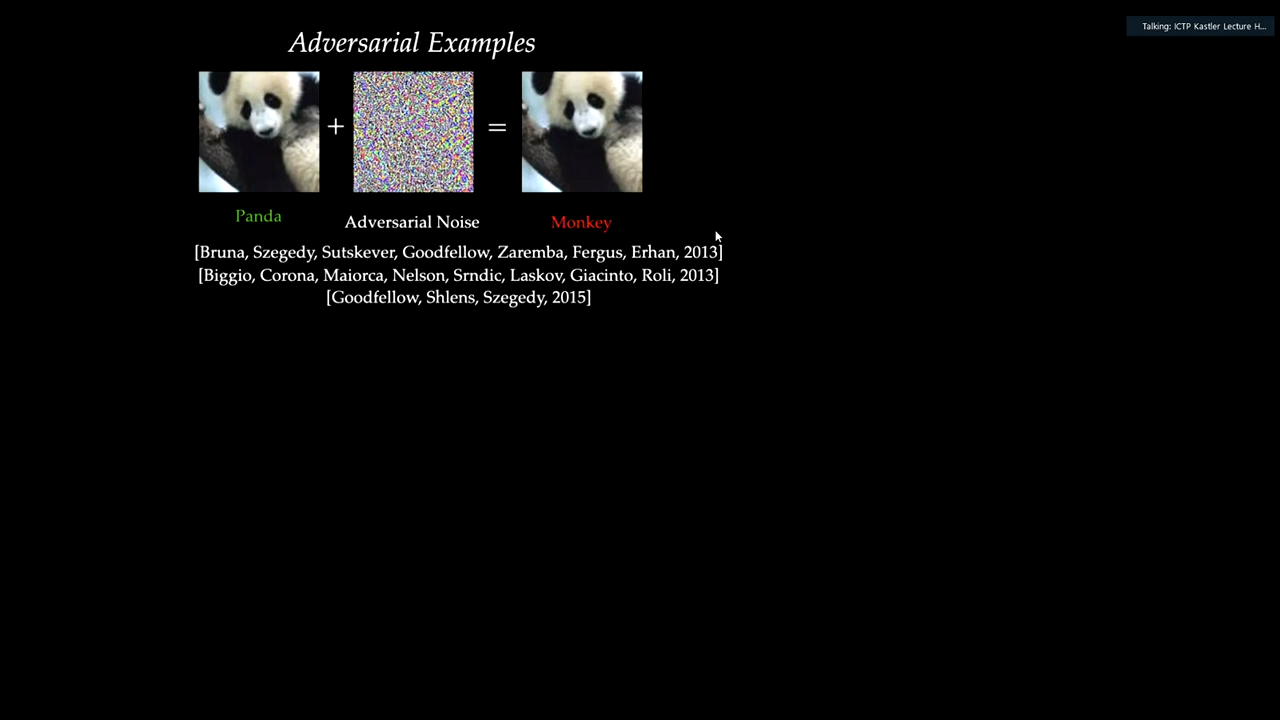 Talking: ICTP Kastler Lecture H...
Adversarial Examples
+ =
Panda Adversarial Noise Monkey
[Bruna, Szegedy, Sutskever, Goodfellow, Zaremba, Fergus, Erhan, 2013]
[Biggio, Corona, Maiorca, Nelson, Srndic, Laskov, Giacinto, Roli, 2013]
[Goodfellow, Shlens, Szegedy, 2015]